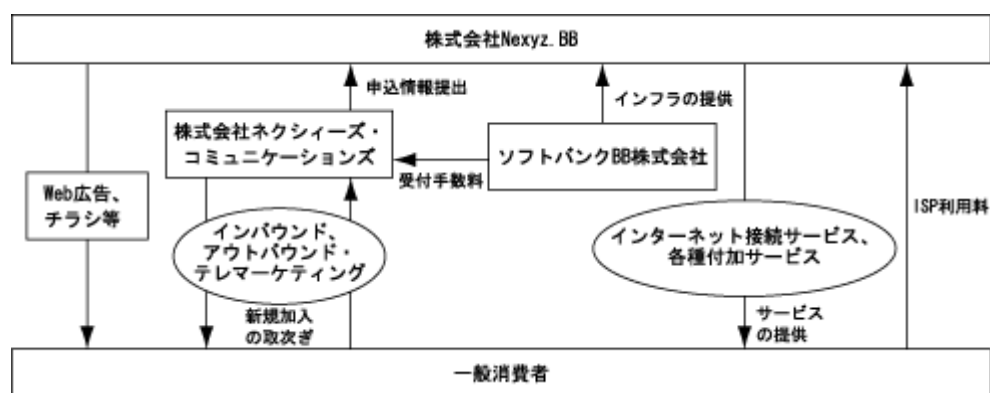 株式会社Nexyz.BB
申込情報提出
インフラの提供
株式会社ネクシィーズ・
コミュニケーションズ
ソフトバンクBB株式会社
受付手数料
Web広告、
チラシ等
ISP利用料
インバウンド、
アウトバウンド・
テレマーケティング
インターネット接続サービス、
各種付加サービス
新規加入
の取次ぎ
サービス
の提供
一般消費者